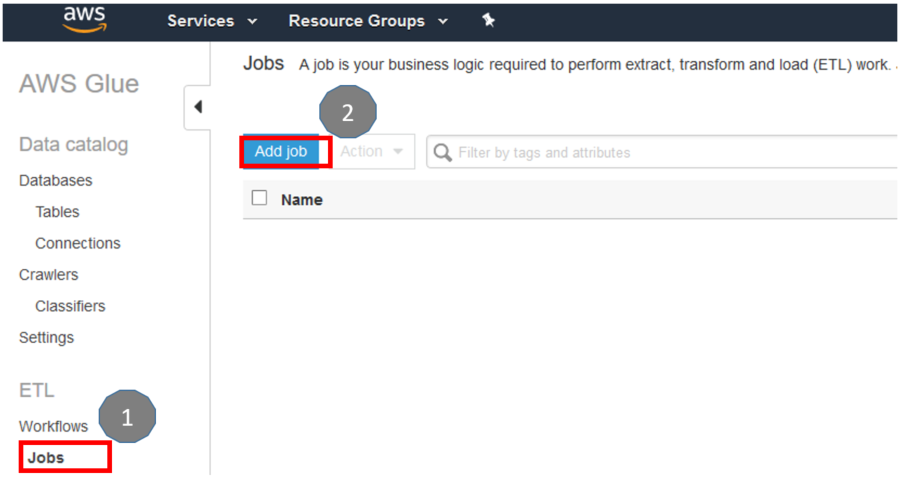 aws Services Resource Groups
AWS Glue
Data catalog
Databases
Tables
Connections
Crawlers
Classifiers
Settings
ETL
Workflows
1
Jobs
Jobs A job is your business logic required to perform extract, transform and load (ETL) work.
2
Add job Action Filter by tags and attributes
Name